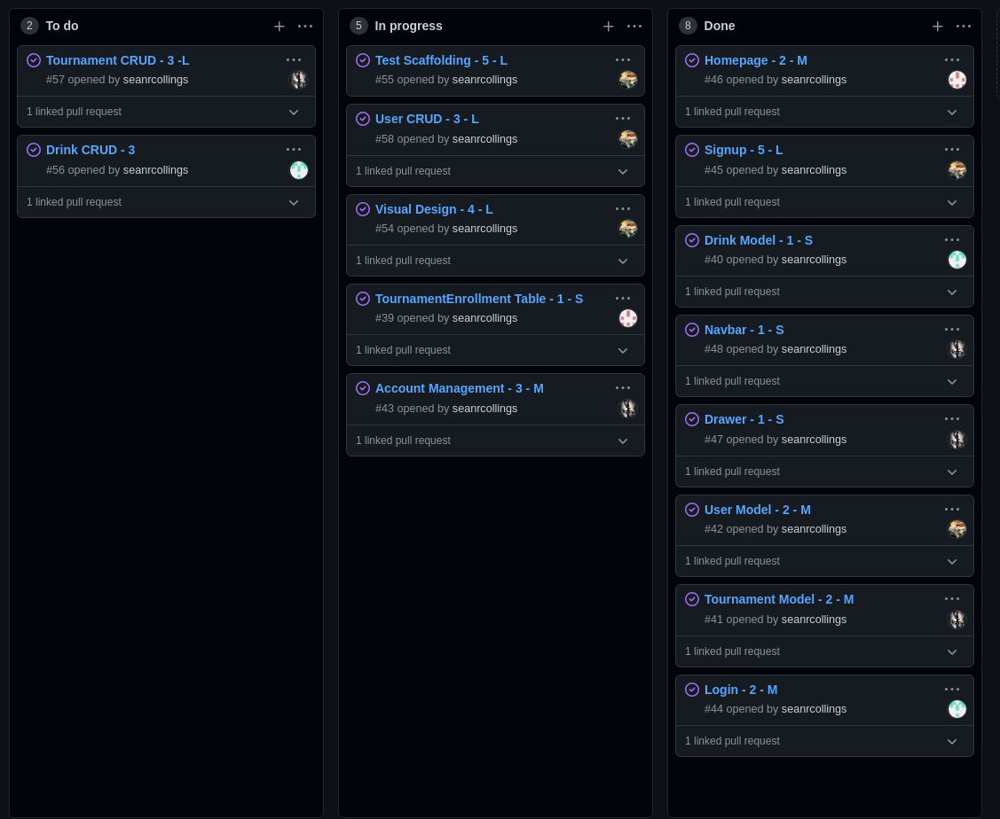 2 To do
Tournament CRUD - 3 -L
#57 opened by seanrcollings
1 linked pull request
Drink CRUD - 3
#56 opened by seanrcollings
1 linked pull request
5 In progress
Test Scaffolding - 5 - L
#55 opened by seanrcollings
User CRUD - 3 - L
#58 opened by seanrcollings
1 linked pull request
Visual Design - 4 - L
#54 opened by seanrcollings
1 linked pull request
TournamentEnrollment Table - 1 - S
#39 opened by seanrcollings
1 linked pull request
Account Management - 3 - M
#43 opened by seanrcollings
1 linked pull request
8 Done
Homepage - 2 - M
#46 opened by seanrcollings
1 linked pull request
Signup - 5 - L
#45 opened by seanrcollings
1 linked pull request
Drink Model - 1 - S
#40 opened by seanrcollings
1 linked pull request
Navbar - 1 - S
#48 opened by seanrcollings
1 linked pull request
Drawer - 1 - S
#47 opened by seanrcollings
1 linked pull request
User Model - 2 - M
#42 opened by seanrcollings
1 linked pull request
Tournament Model - 2 - M
#41 opened by seanrcollings
1 linked pull request
Login - 2 - M
#44 opened by seanrcollings
1 linked pull request